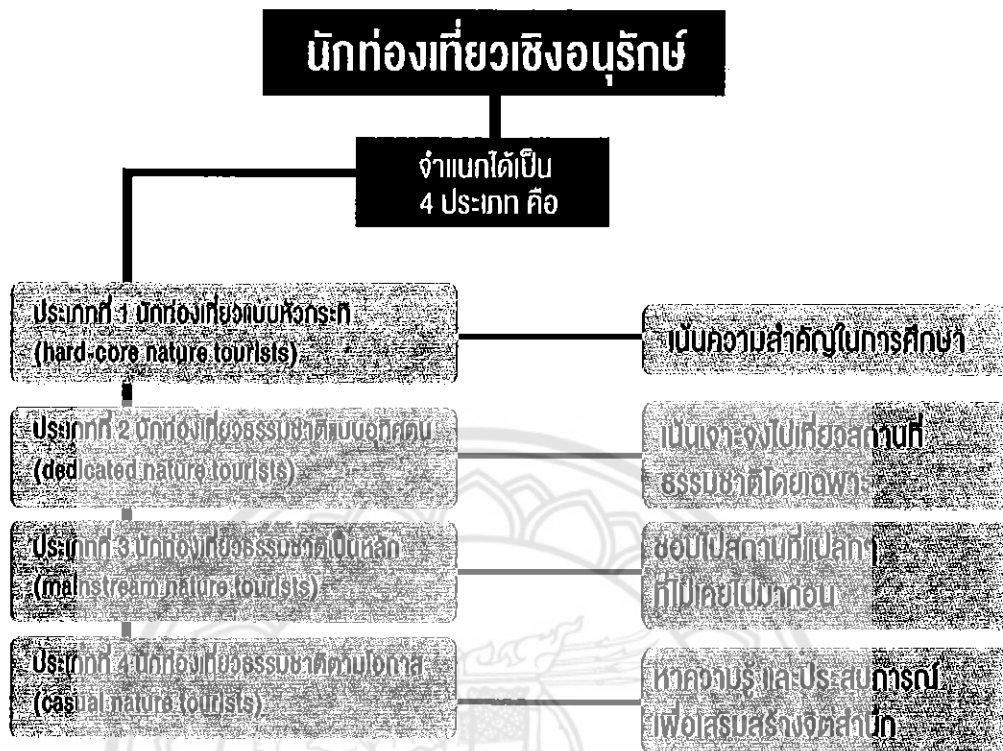 นักท่องเที่ยวเชิงอนุรักษ์
จำแนกได้เป็น
4 ประเภท คือ
ประเภทที่ 1 นักท่องเที่ยวแบบหัวกระทิ
(hard-core nature tourists)
เน้นความสำคัญในการศึกษา
ประเภทที่ 2 นักท่องเที่ยวธรรมชาติแบบอุทิศตน
(dedicated nature tourists)
เน้นเจาะจงไปเที่ยวสถานที่
ธรรมชาติโดยเฉพาะ
ประเภทที่ 3 นักท่องเที่ยวธรรมชาติเป็นหลัก
(mainstream nature tourists)
ชอบไปสถานที่แปลกๆ
ที่ไม่เคยไปมาก่อน
ประเภทที่ 4 นักท่องเที่ยวธรรมชาติตามโอกาส
(casual nature tourists)
หาความรู้ และประสบการณ์
เพื่อเสริมสร้างจิตสำนึก